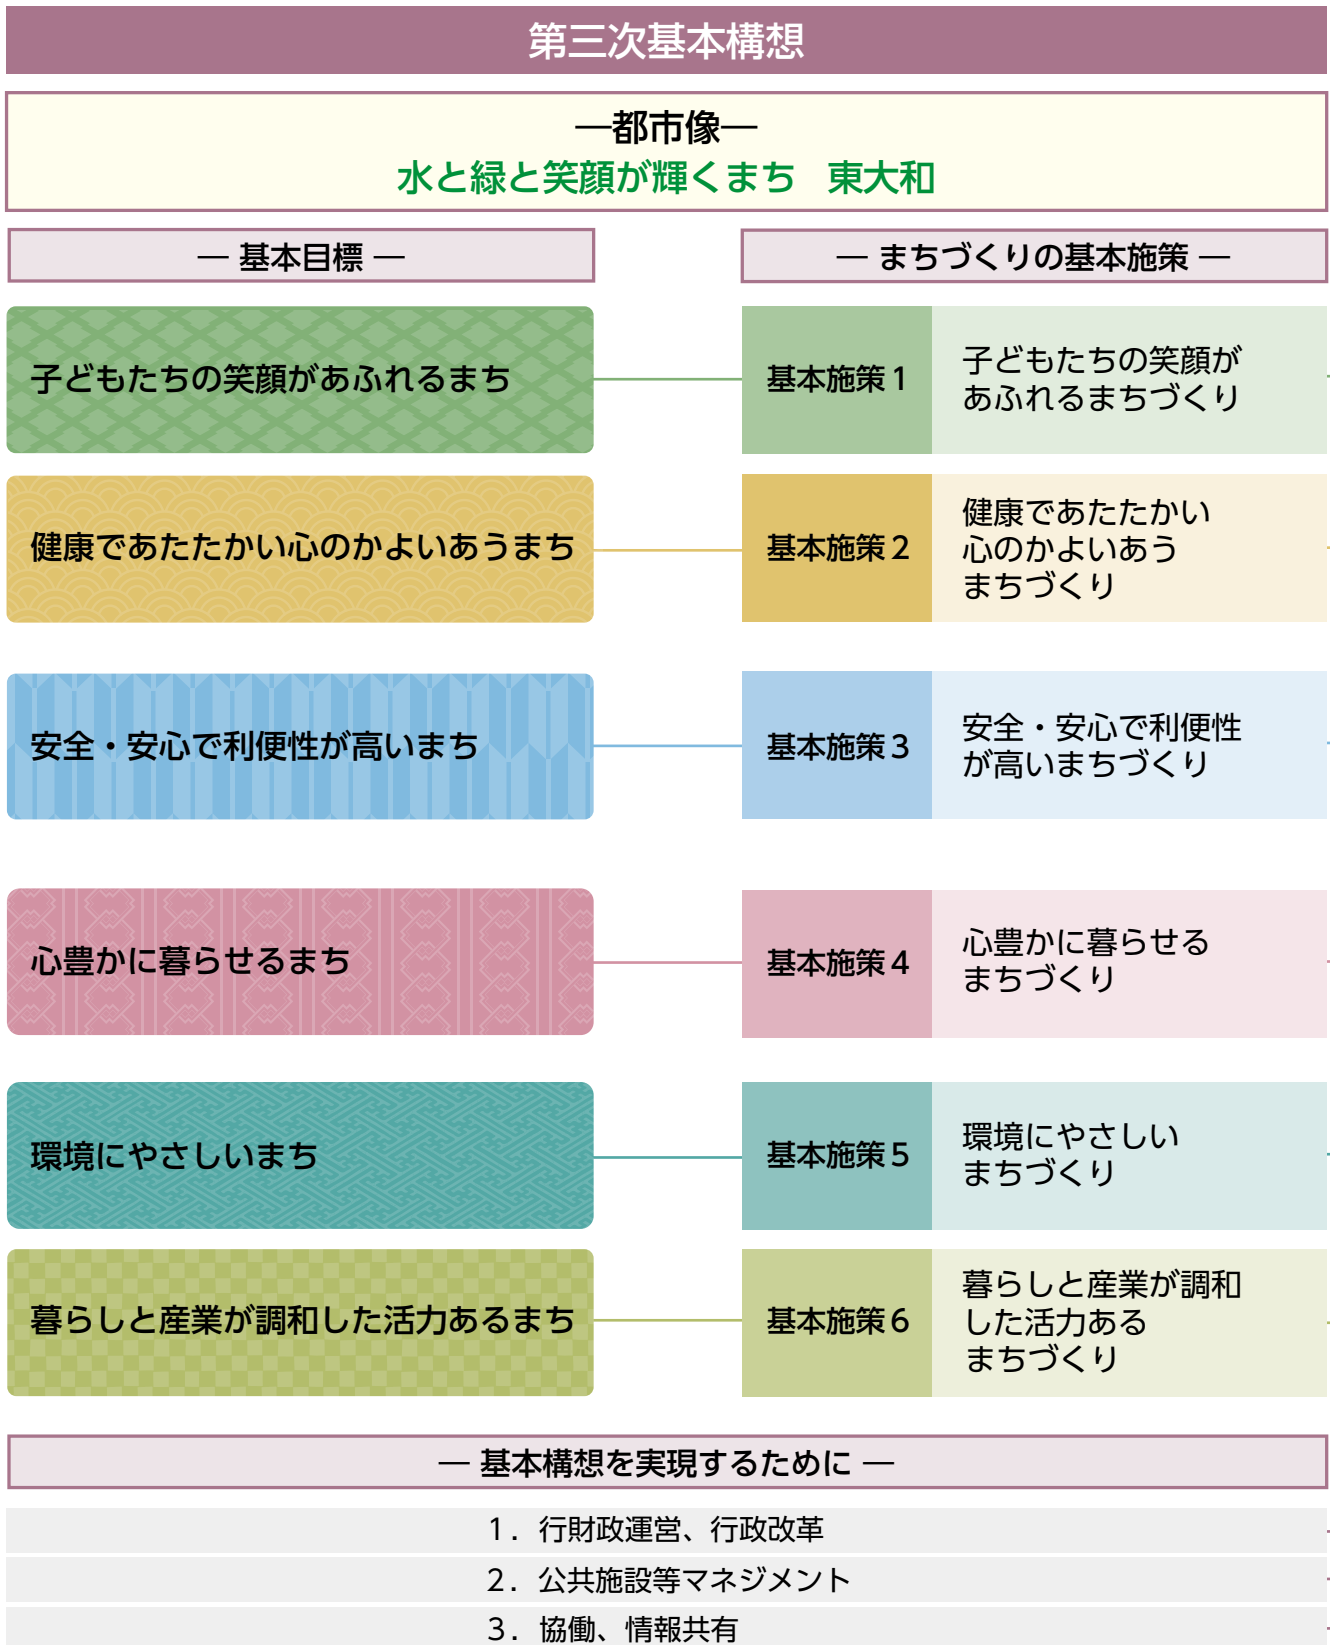 第三次基本構想
―都市像―
水と緑と笑顔が輝くまち　東大和
― 基本目標 ―
― まちづくりの基本施策 ―
子どもたちの笑顔があふれるまち
基本施策１
子どもたちの笑顔が
あふれるまちづくり
健康であたたかい心のかよいあうまち
基本施策２
健康であたたかい
心のかよいあう
まちづくり
安全・安心で利便性が高いまち
基本施策３
安全・安心で利便性
が高いまちづくり
心豊かに暮らせるまち
基本施策４
心豊かに暮らせる
まちづくり
環境にやさしいまち
基本施策５
環境にやさしい
まちづくり
暮らしと産業が調和した活力あるまち
基本施策６
暮らしと産業が調和
した活力ある
まちづくり
― 基本構想を実現するために ―
１．行財政運営、行政改革
２．公共施設等マネジメント
３．協働、情報共有